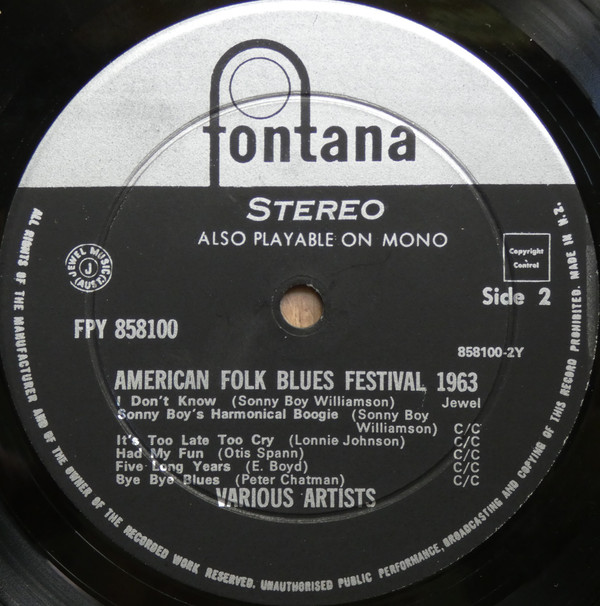 fontana
STEREO
ALSO PLAYABLE ON MONO
JEWEL MUSIC
J
(AUST)
Copyright
Control
Side 2
FPY 858100
858100-2Y
AMERICAN FOLK BLUES FESTIVAL 1963
I Don't Know (Sonny Boy Williamson) Jewel
Sonny Boy's Harmonical Boogie (Sonny Boy
Williamson) C/C
It's Too Late Too Cry (Lonnie Johnson) C/C
Had My Fun (Otis Spann) C/C
Five Long Years (E. Boyd) C/C
Bye Bye Blues (Peter Chatman) C/C
VARIOUS ARTISTS
ALL RIGHTS OF THE MANUFACTURER AND OF THE OWNER OF THE RECORDED WORK RESERVED. UNAUTHORISED PUBLIC PERFORMANCE, BROADCASTING AND COPYING OF THIS RECORD PROHIBITED. MADE IN N.Z.